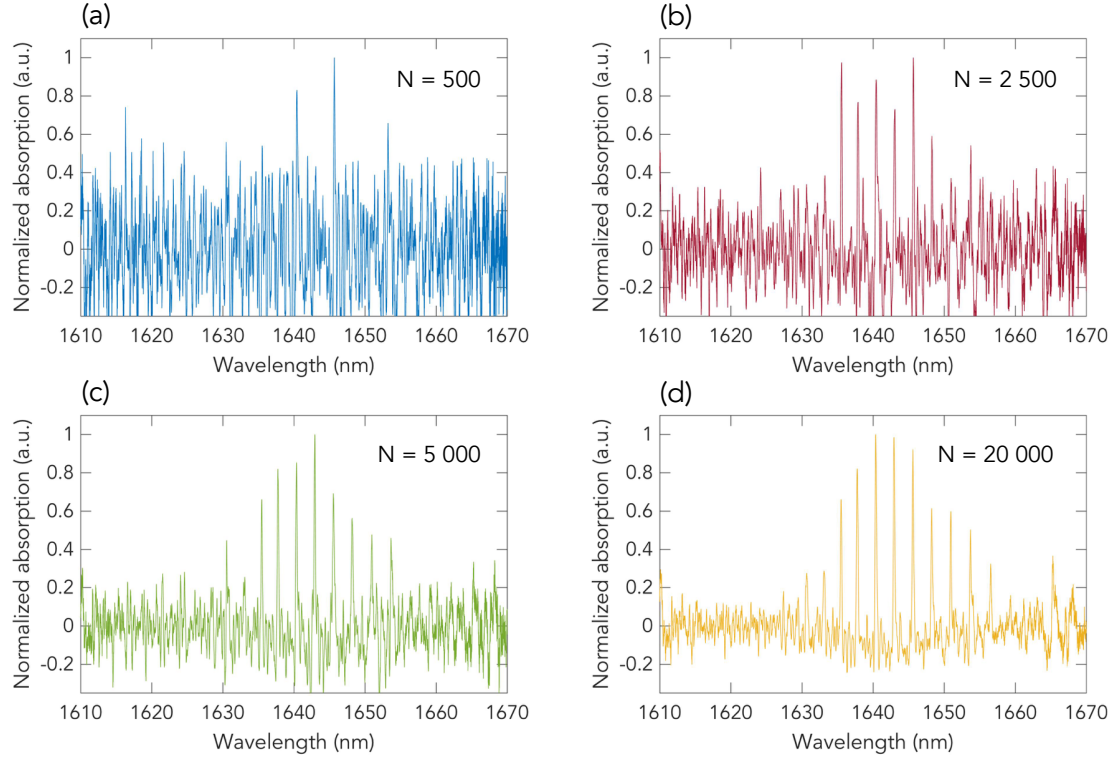 (a)
Normalized absorption (a.u.)
1
0.8
0.6
0.4
0.2
0
-0.2
N = 500
1610 1620 1630 1640 1650 1660 1670
Wavelength (nm)
(b)
Normalized absorption (a.u.)
1
0.8
0.6
0.4
0.2
0
-0.2
N = 2 500
1610 1620 1630 1640 1650 1660 1670
Wavelength (nm)
(c)
Normalized absorption (a.u.)
1
0.8
0.6
0.4
0.2
0
-0.2
N = 5 000
1610 1620 1630 1640 1650 1660 1670
Wavelength (nm)
(d)
Normalized absorption (a.u.)
1
0.8
0.6
0.4
0.2
0
-0.2
N = 20 000
1610 1620 1630 1640 1650 1660 1670
Wavelength (nm)